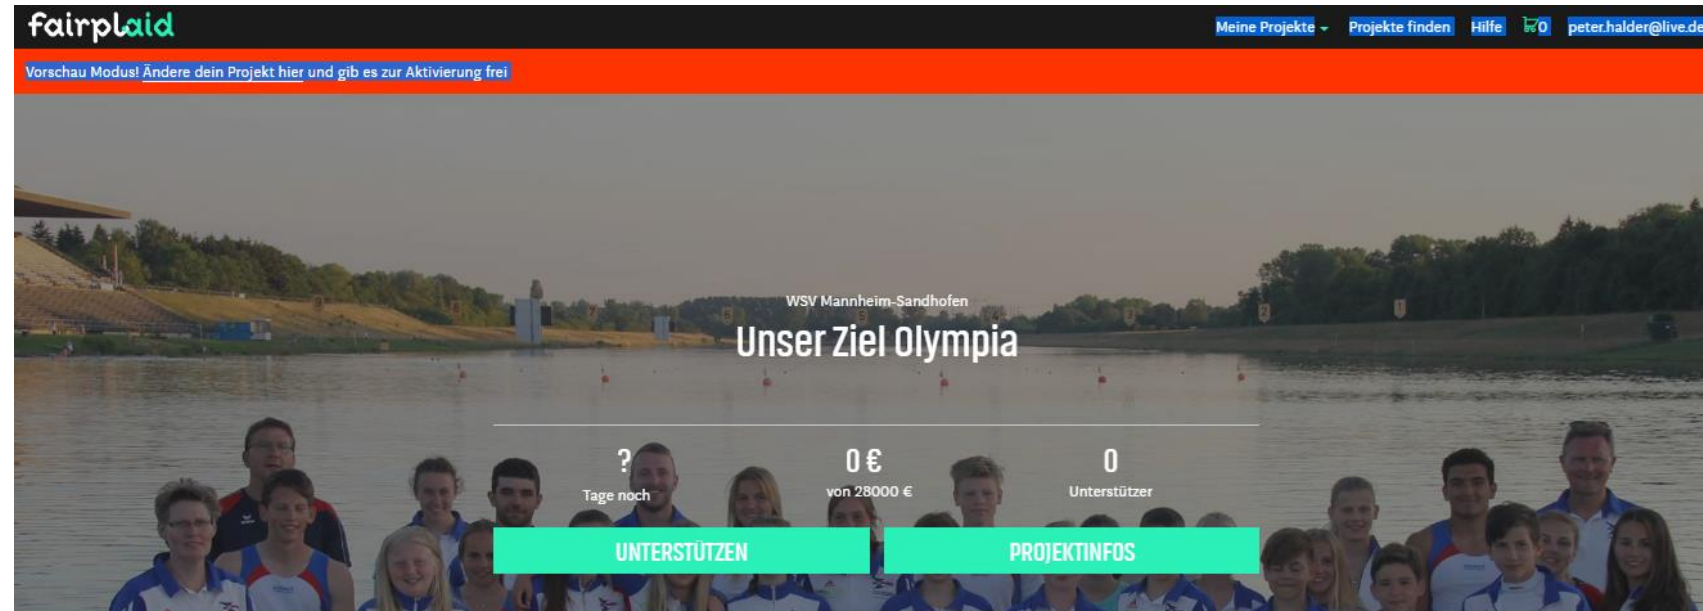 fairplaid
Meine Projekte Projekte finden Hilfe 0 peter.halder@live.de
Vorschau Modus! Ändere dein Projekt hier und gib es zur Aktivierung frei
WSV Mannheim-Sandhofen
Unser Ziel Olympia
? 0 € 0
Tage noch von 28000 € Unterstützer
UNTERSTÜTZEN PROJEKTINFOS